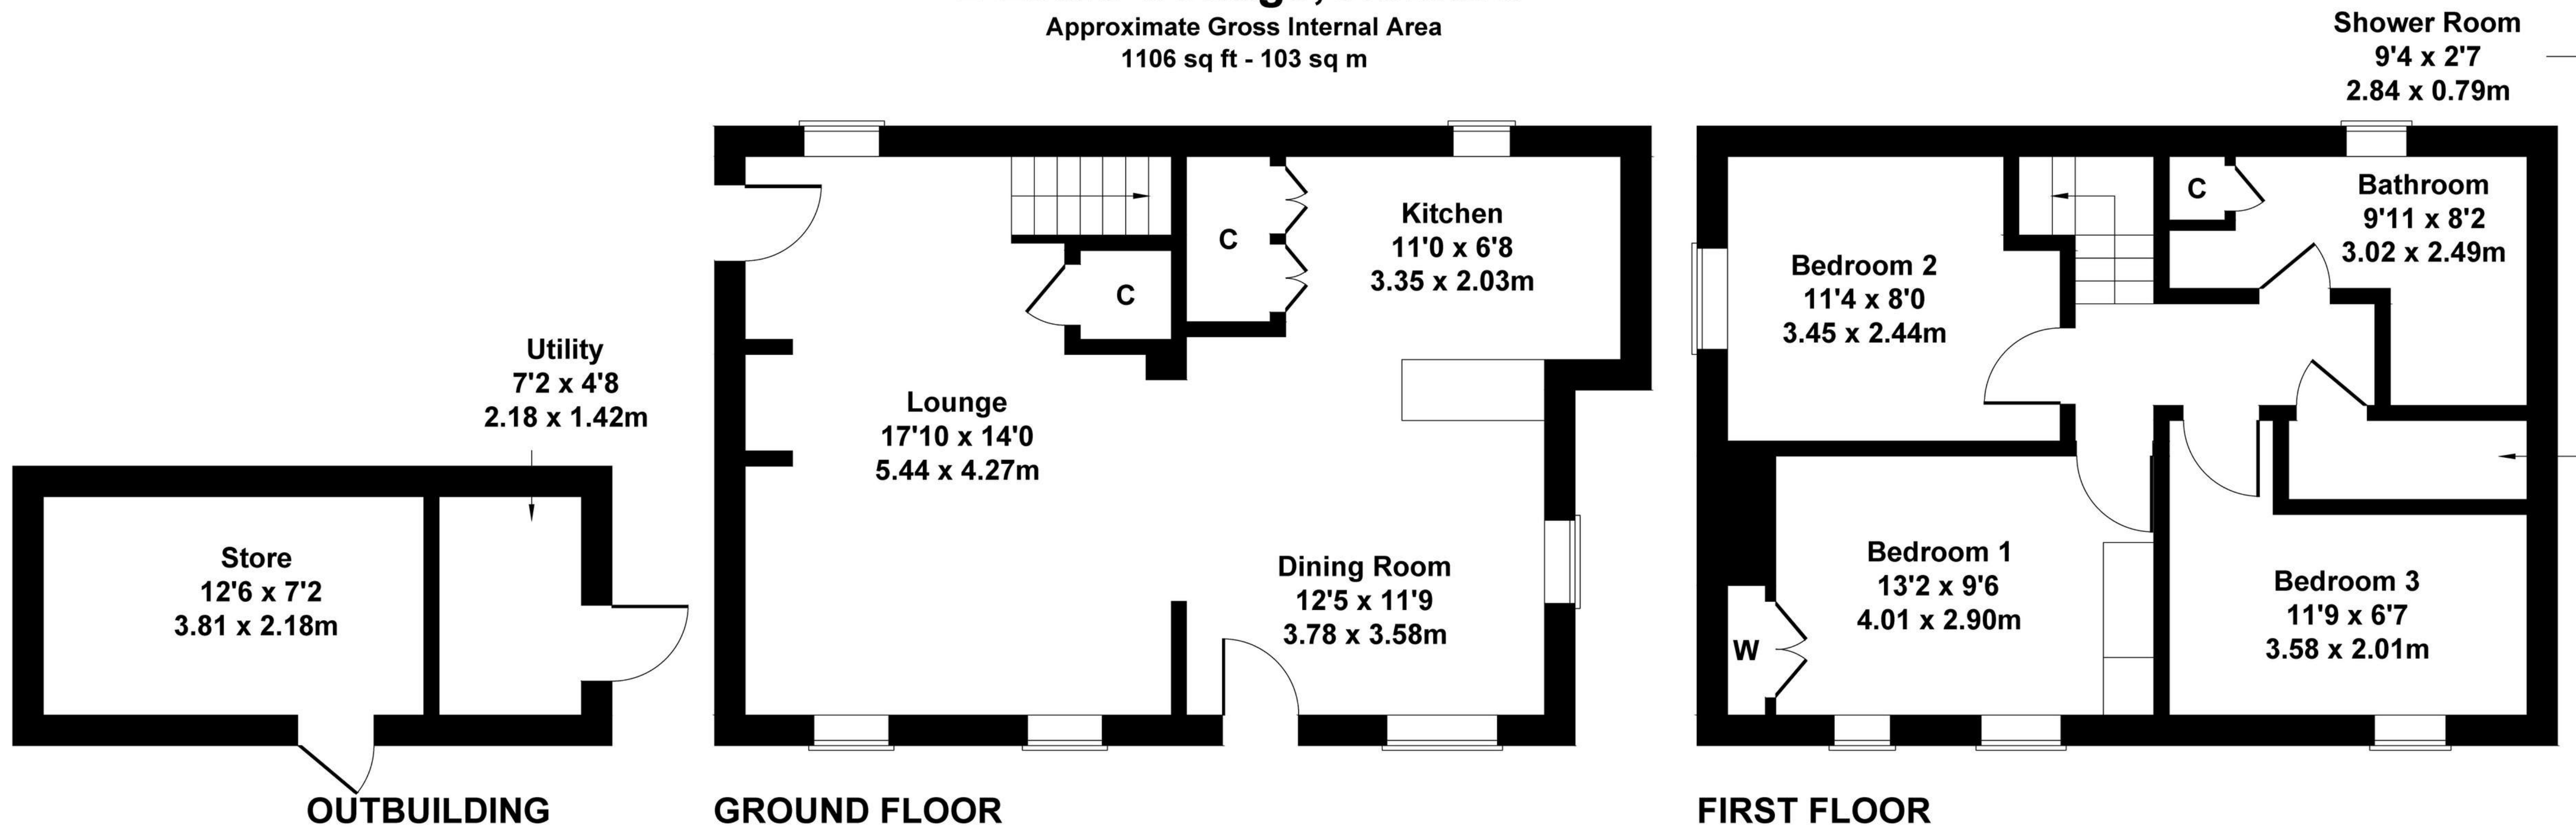 Approximate Gross Internal Area
1106 sq ft - 103 sq m
Shower Room
9'4 x 2'7
2.84 x 0.79m
Utility
7'2 x 4'8
2.18 x 1.42m
Store
12'6 x 7'2
3.81 x 2.18m
OUTBUILDING
C
Kitchen
11'0 x 6'8
3.35 x 2.03m
C
Lounge
17'10 x 14'0
5.44 x 4.27m
Dining Room
12'5 x 11'9
3.78 x 3.58m
GROUND FLOOR
C
Bathroom
9'11 x 8'2
3.02 x 2.49m
Bedroom 2
11'4 x 8'0
3.45 x 2.44m
Bedroom 1
13'2 x 9'6
4.01 x 2.90m
W
Bedroom 3
11'9 x 6'7
3.58 x 2.01m
FIRST FLOOR